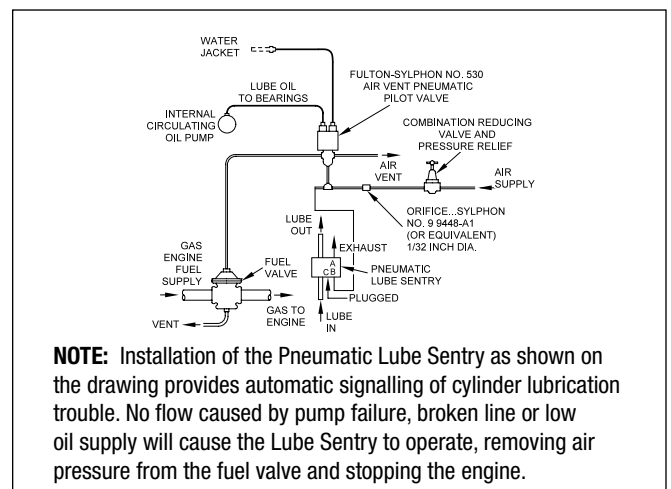 WATER
JACKET
FULTON-SYLPHON NO. 530
AIR VENT PNEUMATIC
PILOT VALVE
LUBE OIL
TO BEARINGS
COMBINATION REDUCING
VALVE AND
PRESSURE RELIEF
INTERNAL
CIRCULATING
OIL PUMP
AIR
VENT
AIR
SUPPLY
ORIFICE...SYLPHON
NO. 9 9448-A1
(OR EQUIVALENT)
1/32 INCH DIA.
LUBE
OUT
EXHAUST
GAS
ENGINE
FUEL
SUPPLY
FUEL
VALVE
A
C B
PNEUMATIC
LUBE SENTRY
PLUGGED
GAS TO
ENGINE
VENT
LUBE
IN
NOTE: Installation of the Pneumatic Lube Sentry as shown on
the drawing provides automatic signalling of cylinder lubrication
trouble. No flow caused by pump failure, broken line or low
oil supply will cause the Lube Sentry to operate, removing air
pressure from the fuel valve and stopping the engine.